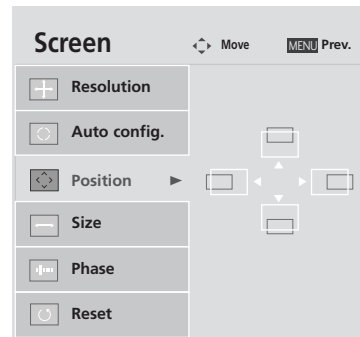 Screen Move MENU Prev.
Resolution
Auto config.
Position
Size
Phase
Reset